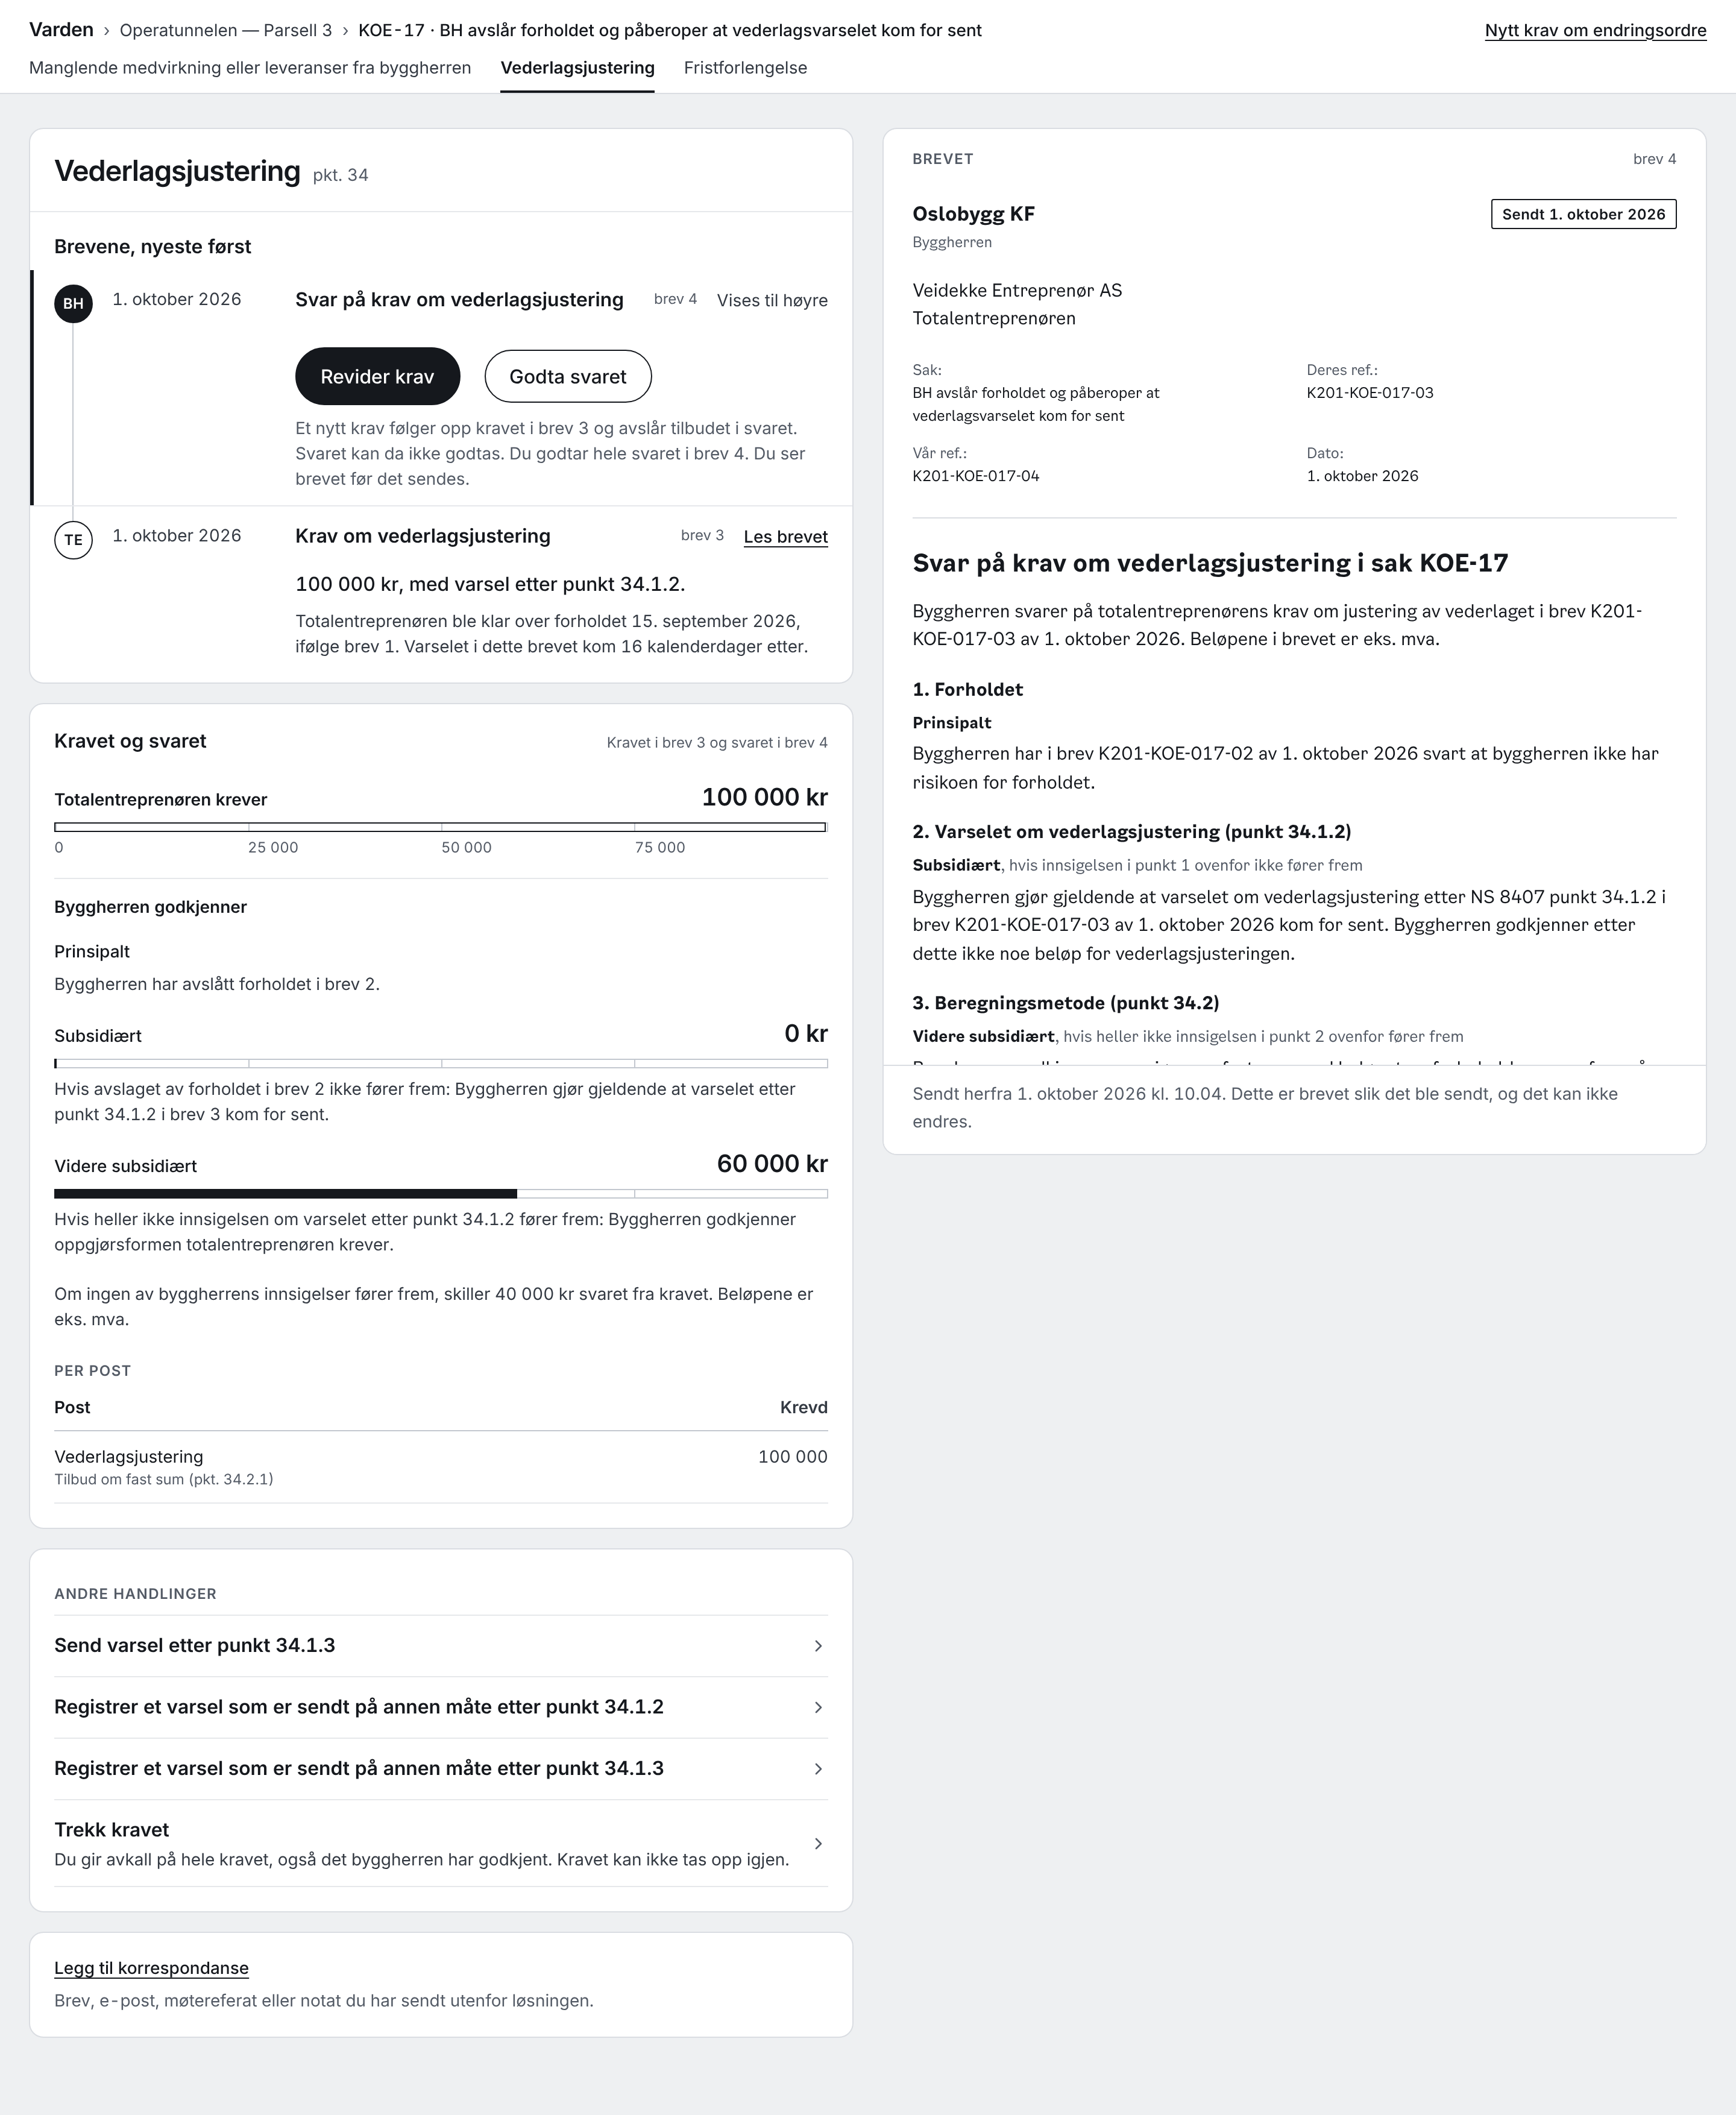 Varden › Operatunnelen — Parsell 3 › KOE-17 · BH avslår forholdet og påberoper at vederlagsvarselet kom for sent
Nytt krav om endringsordre
Manglende medvirkning eller leveranser fra byggherren
Vederlagsjustering
Fristforlengelse
Vederlagsjustering pkt. 34
Brevene, nyeste først
BH
1. oktober 2026
Svar på krav om vederlagsjustering
brev 4
Vises til høyre
Revider krav
Godta svaret
Et nytt krav følger opp kravet i brev 3 og avslår tilbudet i svaret.
Svaret kan da ikke godtas. Du godtar hele svaret i brev 4. Du ser
brevet før det sendes.
TE
1. oktober 2026
Krav om vederlagsjustering
brev 3
Les brevet
100 000 kr, med varsel etter punkt 34.1.2.
Totalentreprenøren ble klar over forholdet 15. september 2026,
ifølge brev 1. Varselet i dette brevet kom 16 kalenderdager etter.
Kravet og svaret
Kravet i brev 3 og svaret i brev 4
Totalentreprenøren krever
100 000 kr
0
25 000
50 000
75 000
Byggherren godkjenner
Prinsipalt
Byggherren har avslått forholdet i brev 2.
Subsidiært
0 kr
Hvis avslaget av forholdet i brev 2 ikke fører frem: Byggherren gjør gjeldende at varselet etter
punkt 34.1.2 i brev 3 kom for sent.
Videre subsidiært
60 000 kr
Hvis heller ikke innsigelsen om varselet etter punkt 34.1.2 fører frem: Byggherren godkjenner
oppgjørsformen totalentreprenøren krever.
Om ingen av byggherrens innsigelser fører frem, skiller 40 000 kr svaret fra kravet. Beløpene er
eks. mva.
PER POST
Post
Krevd
Vederlagsjustering
100 000
Tilbud om fast sum (pkt. 34.2.1)
ANDRE HANDLINGER
Send varsel etter punkt 34.1.3
Registrer et varsel som er sendt på annen måte etter punkt 34.1.2
Registrer et varsel som er sendt på annen måte etter punkt 34.1.3
Trekk kravet
Du gir avkall på hele kravet, også det byggherren har godkjent. Kravet kan ikke tas opp igjen.
Legg til korrespondanse
Brev, e-post, møtereferat eller notat du har sendt utenfor løsningen.
BREVET
brev 4
Oslobygg KF
Sendt 1. oktober 2026
Byggherren
Veidekke Entreprenør AS
Totalentreprenøren
Sak:
BH avslår forholdet og påberoper at
vederlagsvarselet kom for sent
Deres ref.:
K201-KOE-017-03
Vår ref.:
K201-KOE-017-04
Dato:
1. oktober 2026
Svar på krav om vederlagsjustering i sak KOE-17
Byggherren svarer på totalentreprenørens krav om justering av vederlaget i brev K201-
KOE-017-03 av 1. oktober 2026. Beløpene i brevet er eks. mva.
1. Forholdet
Prinsipalt
Byggherren har i brev K201-KOE-017-02 av 1. oktober 2026 svart at byggherren ikke har
risikoen for forholdet.
2. Varselet om vederlagsjustering (punkt 34.1.2)
Subsidiært, hvis innsigelsen i punkt 1 ovenfor ikke fører frem
Byggherren gjør gjeldende at varselet om vederlagsjustering etter NS 8407 punkt 34.1.2 i
brev K201-KOE-017-03 av 1. oktober 2026 kom for sent. Byggherren godkjenner etter
dette ikke noe beløp for vederlagsjusteringen.
3. Beregningsmetode (punkt 34.2)
Videre subsidiært, hvis heller ikke innsigelsen i punkt 2 ovenfor fører frem
Sendt herfra 1. oktober 2026 kl. 10.04. Dette er brevet slik det ble sendt, og det kan ikke
endres.